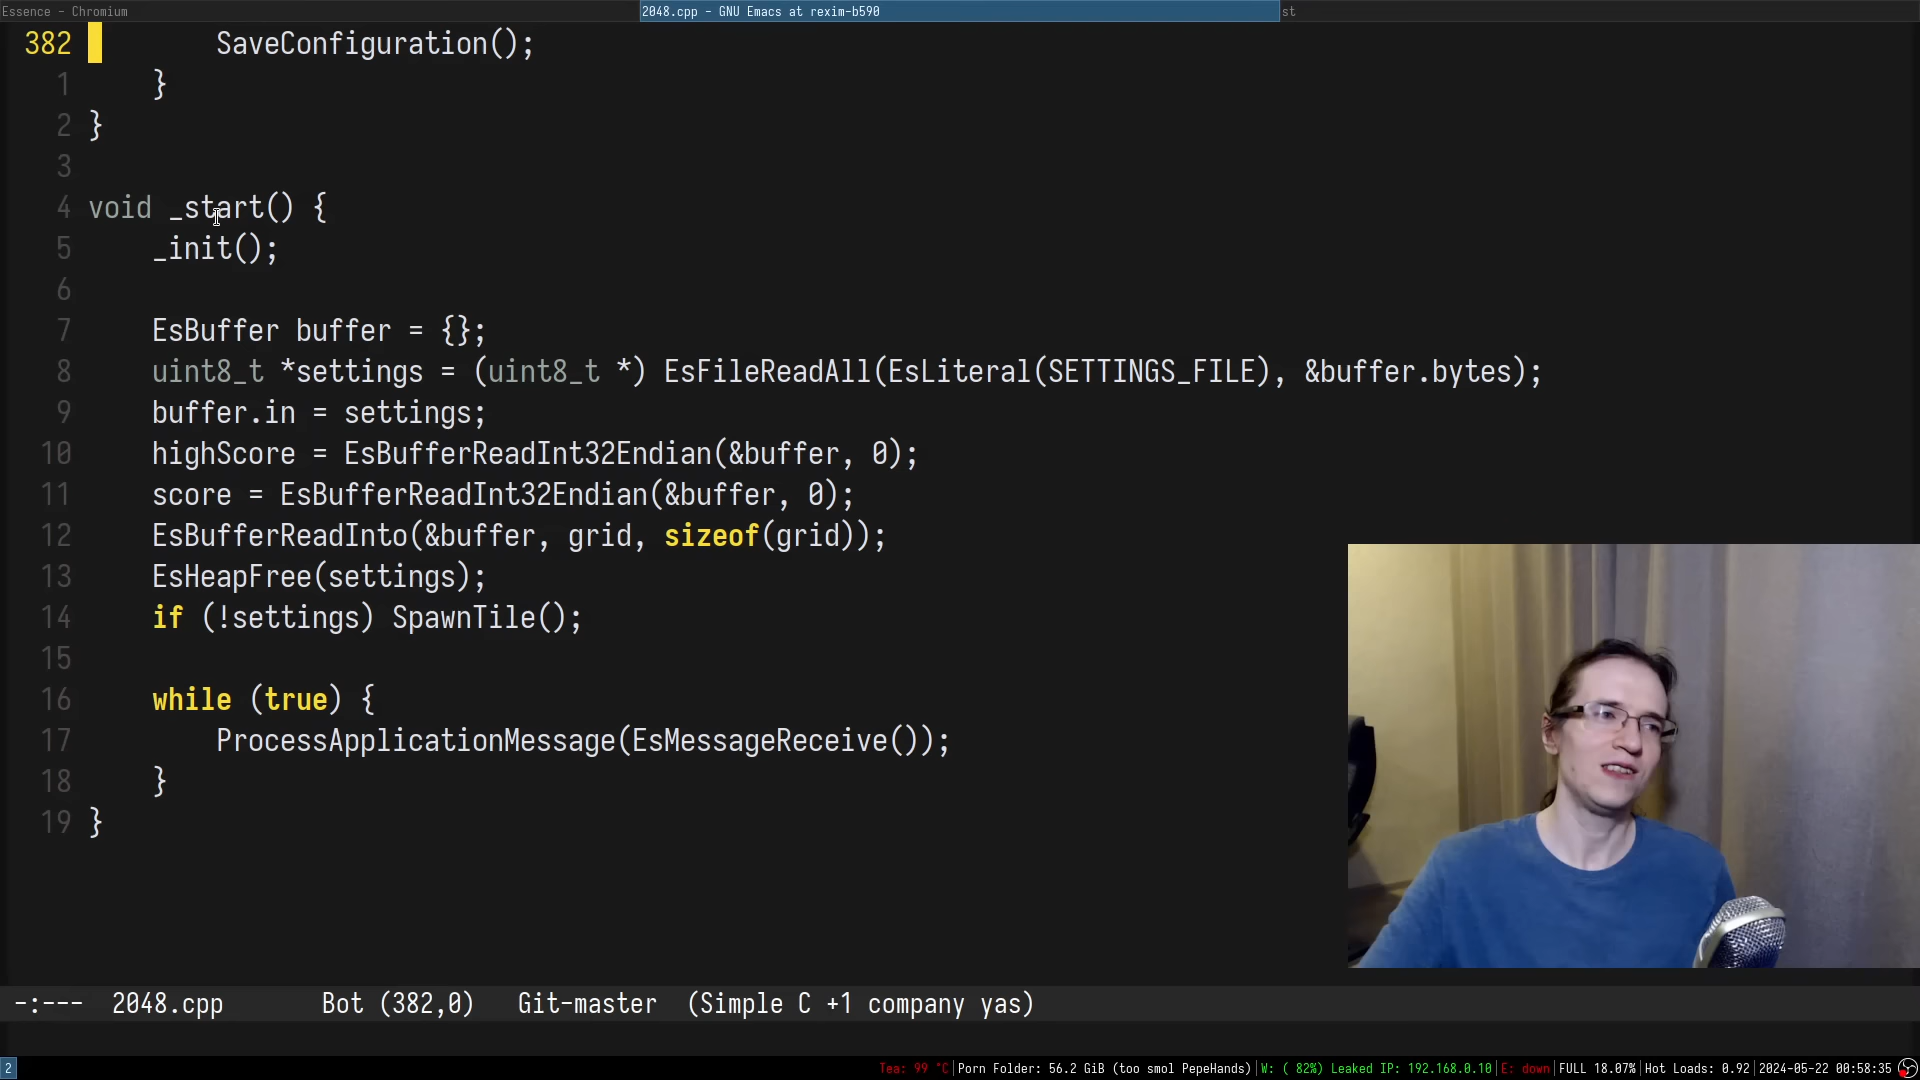 Essence - Chromium
2048.cpp - GNU Emacs at rexim-b590
st
382 SaveConfiguration();
1 }
2 }
3
4 void _start() {
5 _init();
6
7 EsBuffer buffer = {};
8 uint8_t *settings = (uint8_t *) EsFileReadAll(EsLiteral(SETTINGS_FILE), &buffer.bytes);
9 buffer.in = settings;
10 highScore = EsBufferReadInt32Endian(&buffer, 0);
11 score = EsBufferReadInt32Endian(&buffer, 0);
12 EsBufferReadInto(&buffer, grid, sizeof(grid));
13 EsHeapFree(settings);
14 if (!settings) SpawnTile();
15
16 while (true) {
17 ProcessApplicationMessage(EsMessageReceive());
18 }
19 }
-:--- 2048.cpp Bot (382,0) Git-master (Simple C +1 company yas)
2 Tea: 99 °C|Porn Folder: 56.2 GiB (too smol PepeHands)|W: ( 82%) Leaked IP: 192.168.0.10|E: down|FULL 18.07%|Hot Loads: 0.92|2024-05-22 00:58:35